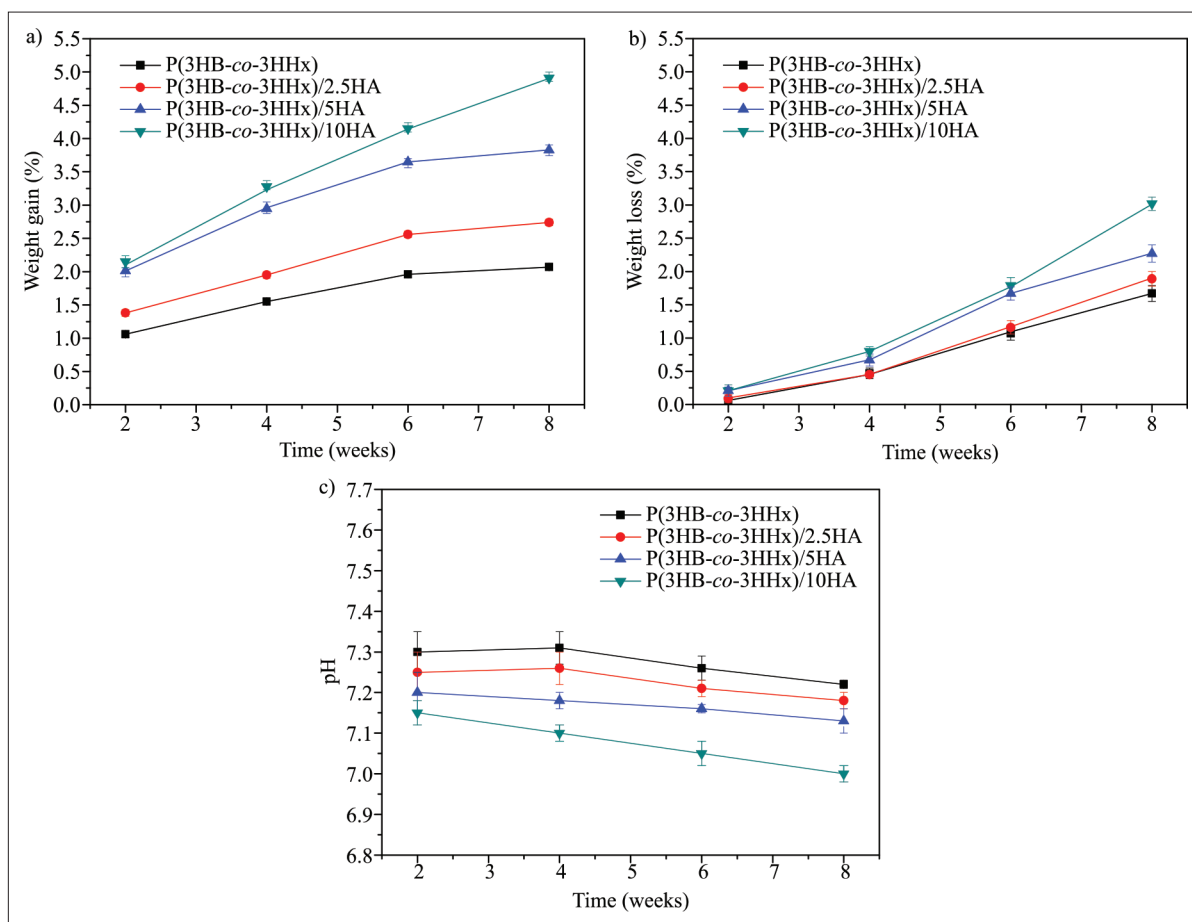 a)
5.5
5.0
4.5
4.0
3.5
3.0
2.5
2.0
1.5
1.0
0.5
0.0
Weight gain (%)
P(3HB-co-3HHx)
P(3HB-co-3HHx)/2.5HA
P(3HB-co-3HHx)/5HA
P(3HB-co-3HHx)/10HA
2 3 4 5 6 7 8
Time (weeks)
b)
5.5
5.0
4.5
4.0
3.5
3.0
2.5
2.0
1.5
1.0
0.5
0.0
Weight loss (%)
P(3HB-co-3HHx)
P(3HB-co-3HHx)/2.5HA
P(3HB-co-3HHx)/5HA
P(3HB-co-3HHx)/10HA
2 3 4 5 6 7 8
Time (weeks)
c)
7.7
7.6
7.5
7.4
7.3
7.2
7.1
7.0
6.9
6.8
pH
P(3HB-co-3HHx)
P(3HB-co-3HHx)/2.5HA
P(3HB-co-3HHx)/5HA
P(3HB-co-3HHx)/10HA
2 3 4 5 6 7 8
Time (weeks)